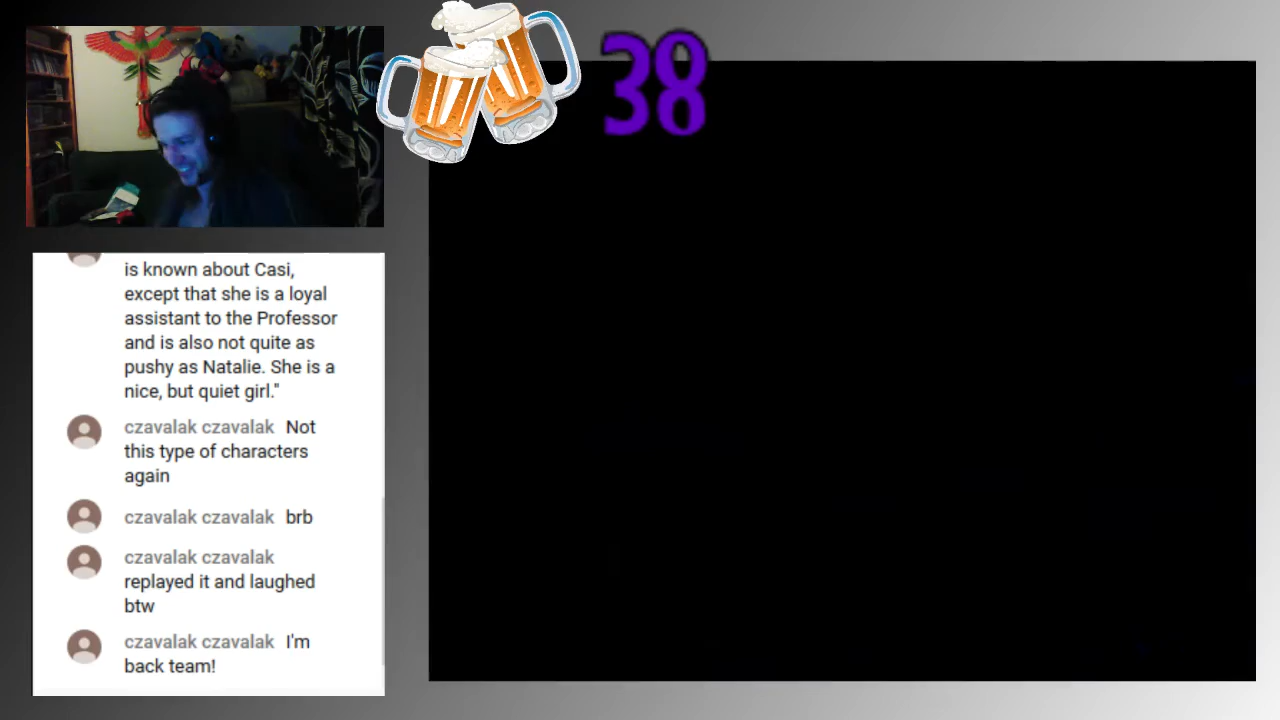 38
is known about Casi,
except that she is a loyal
assistant to the Professor
and is also not quite as
pushy as Natalie. She is a
nice, but quiet girl."
czavalak czavalak Not
this type of characters
again
czavalak czavalak brb
czavalak czavalak
replayed it and laughed
btw
czavalak czavalak I'm
back team!